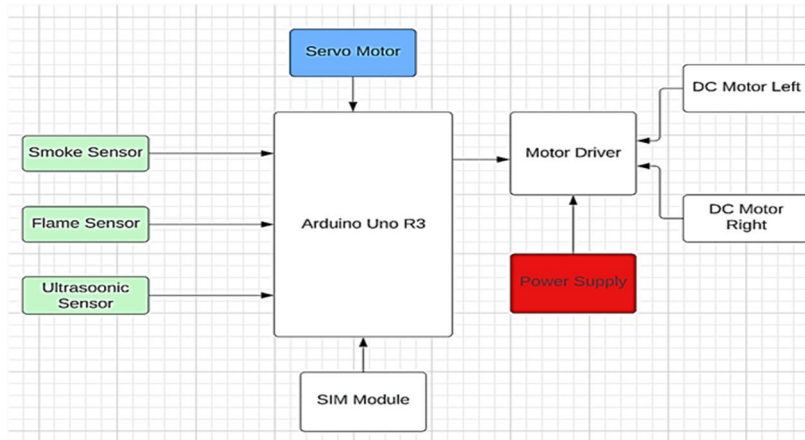 Servo Motor
DC Motor Left
Smoke Sensor
Motor Driver
Flame Sensor
Arduino Uno R3
DC Motor
Right
Ultrasoonic
Sensor
Power Supply
SIM Module